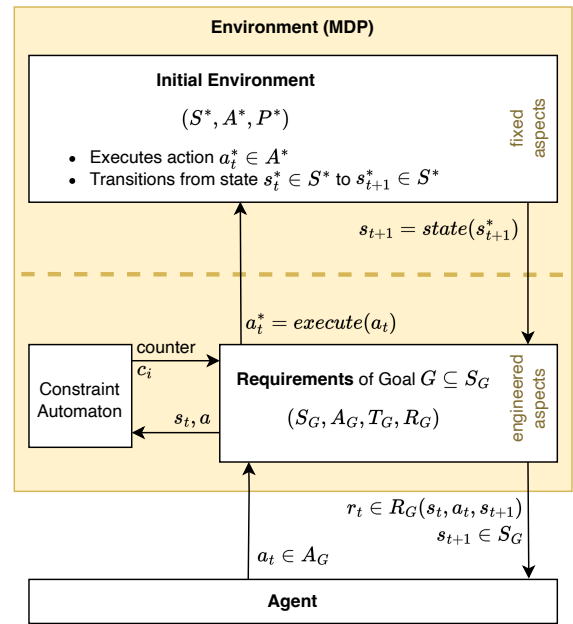 Environment (MDP)
Initial Environment
(S*, A*, P*)
• Executes action a*_t ∈ A*
• Transitions from state s*_t ∈ S* to s*_{t+1} ∈ S*
fixed
aspects
s_{t+1} = state(s*_{t+1})
a*_t = execute(a_t)
counter
c_i
Constraint
Automaton
s_t, a
Requirements of Goal G ⊆ S_G
(S_G, A_G, T_G, R_G)
engineered
aspects
r_t ∈ R_G(s_t, a_t, s_{t+1})
s_{t+1} ∈ S_G
a_t ∈ A_G
Agent